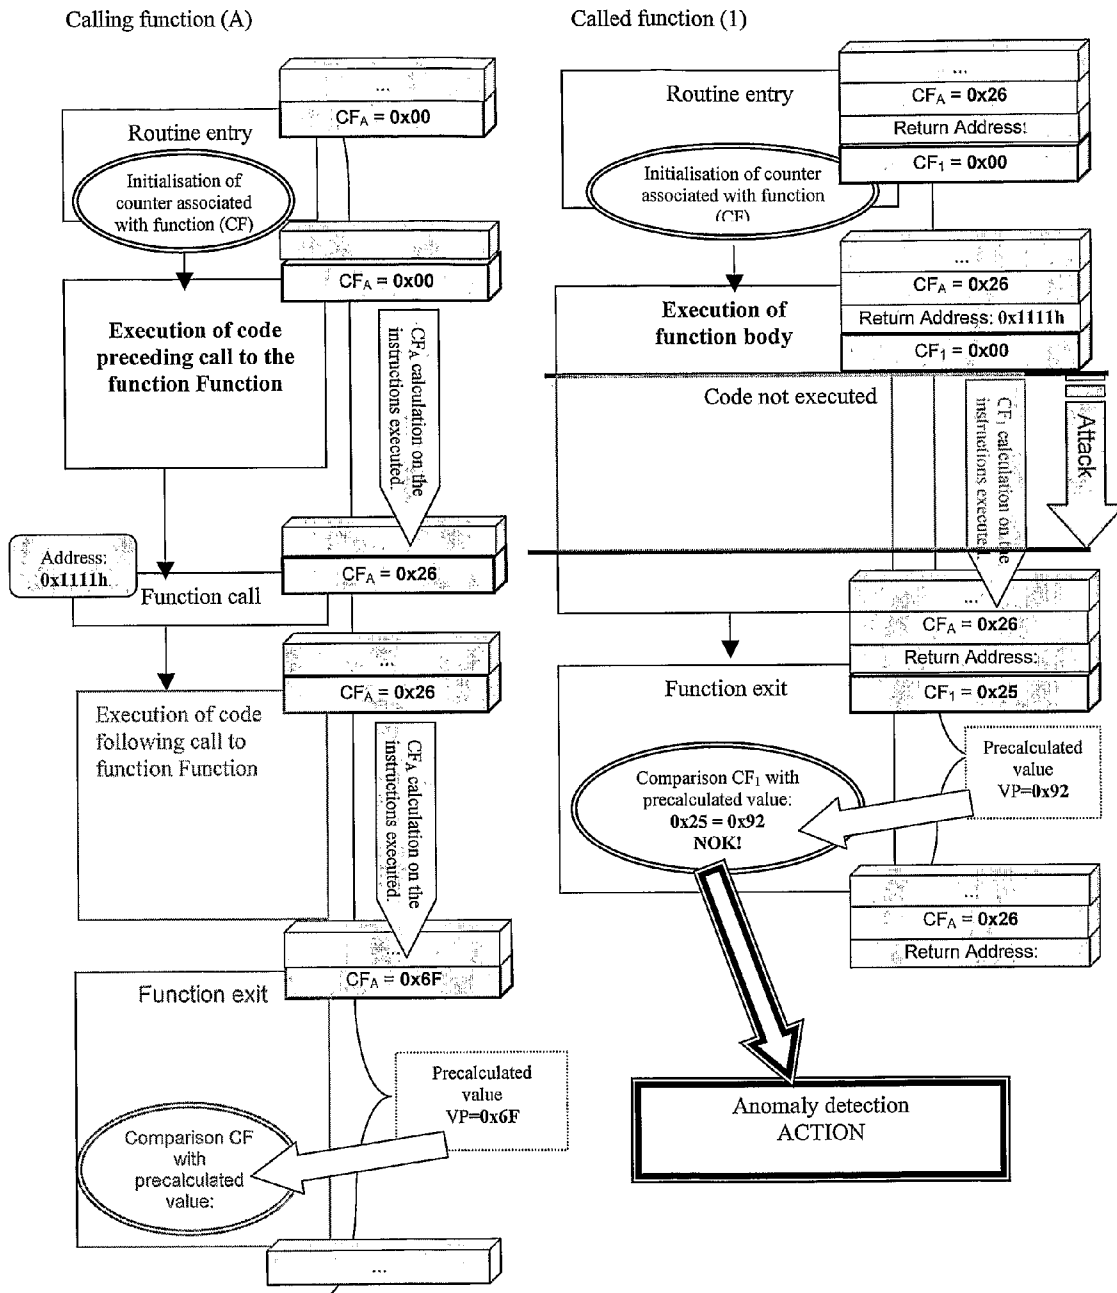 Calling function (A)
...
CFA = 0x00
Routine entry
Initialisation of
counter associated
with function (CF)
CFA = 0x00
Execution of code
preceding call to the
function Function
CFA calculation on the
instructions executed.
Address:
0x1111h
CFA = 0x26
Function call
...
CFA = 0x26
Execution of code
following call to
function Function
CFA calculation on the
instructions executed.
...
CFA = 0x6F
Function exit
Precalculated
value
VP=0x6F
Comparison CF
with
precalculated
value:
...
Called function (1)
...
Routine entry
CFA = 0x26
Return Address:
CF1 = 0x00
Initialisation of counter
associated with function
(CF)
...
CFA = 0x26
Execution of
function body
Return Address: 0x1111h
CF1 = 0x00
Code not executed
CF1 calculation on the
instructions executed.
Attack
...
CFA = 0x26
Return Address:
Function exit
CF1 = 0x25
Precalculated
value
VP=0x92
Comparison CF1 with
precalculated value:
0x25 = 0x92
NOK!
...
CFA = 0x26
Return Address:
Anomaly detection
ACTION